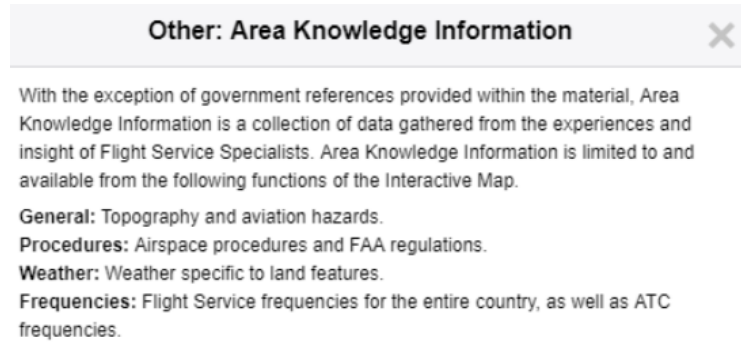 Other: Area Knowledge Information
With the exception of government references provided within the material, Area
Knowledge Information is a collection of data gathered from the experiences and
insight of Flight Service Specialists. Area Knowledge Information is limited to and
available from the following functions of the Interactive Map.
General: Topography and aviation hazards.
Procedures: Airspace procedures and FAA regulations.
Weather: Weather specific to land features.
Frequencies: Flight Service frequencies for the entire country, as well as ATC
frequencies.